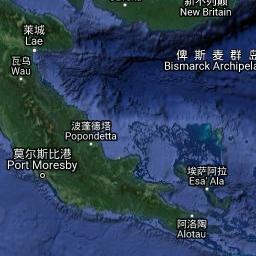 新不列颠
New Britain
莱城
Lae
俾斯麦群岛
Bismarck Archipela
瓦乌
Wau
波蓬德塔
Popondetta
莫尔斯比港
Port Moresby
埃萨阿拉
Esa'Ala
阿洛陶
Alotau